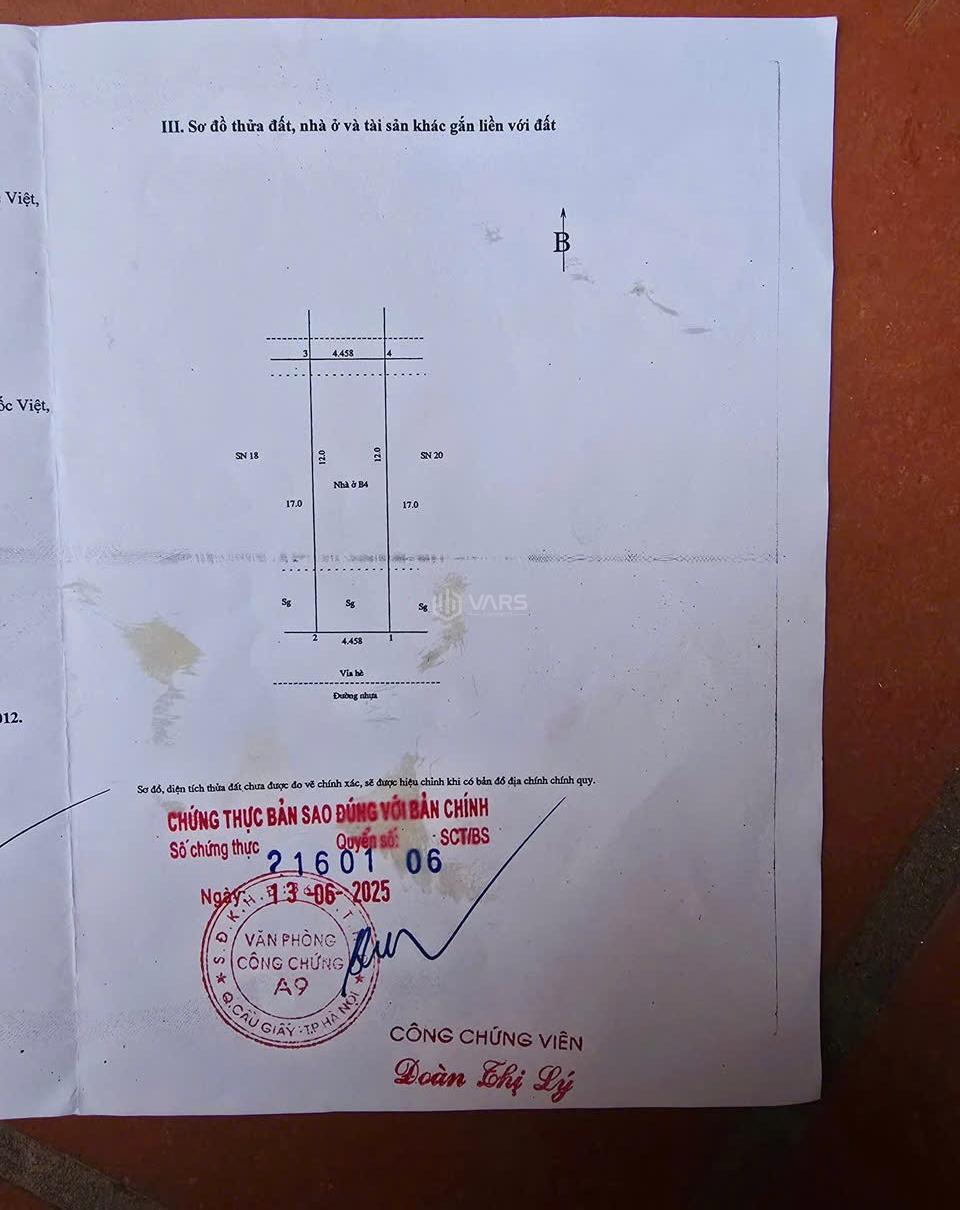 III. Sơ đồ thửa đất, nhà ở và tài sản khác gắn liền với đất
Việt,
B
3 4.458 4
SN 18 12.0 12.0 SN 20
Nhà ở B4
17.0 17.0
ốc Việt,
Sg Sg Sg
VARS
2 4.458 1
Vỉa hè
Đường nhựa
012.
Sơ đồ, diện tích thửa đất chưa được đo vẽ chính xác, sẽ được hiệu chỉnh khi có bản đồ địa chính chính quy.
CHỨNG THỰC BẢN SAO ĐÚNG VỚI BẢN CHÍNH
Số chứng thực 21601 Quyển số: 06 SCT/BS
Ngày: 13-06-2025
S.Đ.K.H.Đ
VĂN PHÒNG
CÔNG CHỨNG
A9
Q.CẦU GIẤY - T.P HÀ NỘI
CÔNG CHỨNG VIÊN
Đoàn Thị Lý